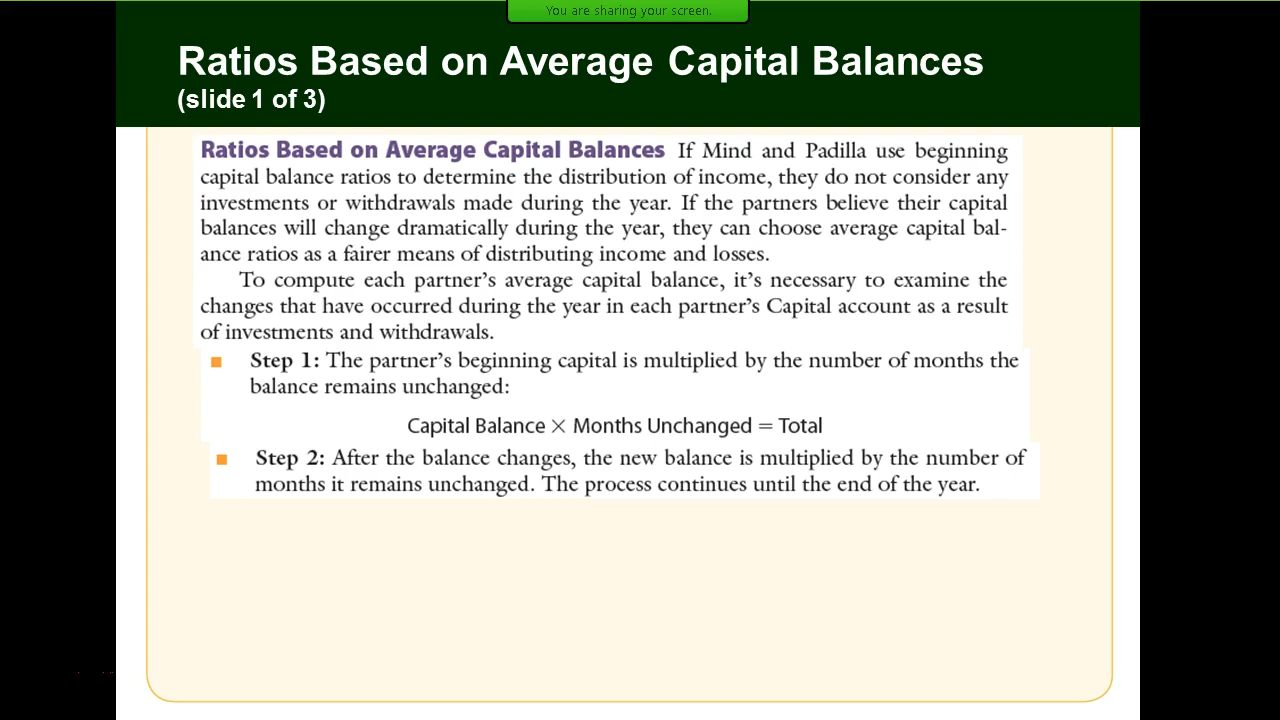 You are sharing your screen.
Ratios Based on Average Capital Balances
(slide 1 of 3)
Ratios Based on Average Capital Balances If Mind and Padilla use beginning
capital balance ratios to determine the distribution of income, they do not consider any
investments or withdrawals made during the year. If the partners believe their capital
balances will change dramatically during the year, they can choose average capital bal-
ance ratios as a fairer means of distributing income and losses.
To compute each partner's average capital balance, it's necessary to examine the
changes that have occurred during the year in each partner's Capital account as a result
of investments and withdrawals.
Step 1: The partner's beginning capital is multiplied by the number of months the
balance remains unchanged:
Capital Balance × Months Unchanged = Total
Step 2: After the balance changes, the new balance is multiplied by the number of
months it remains unchanged. The process continues until the end of the year.